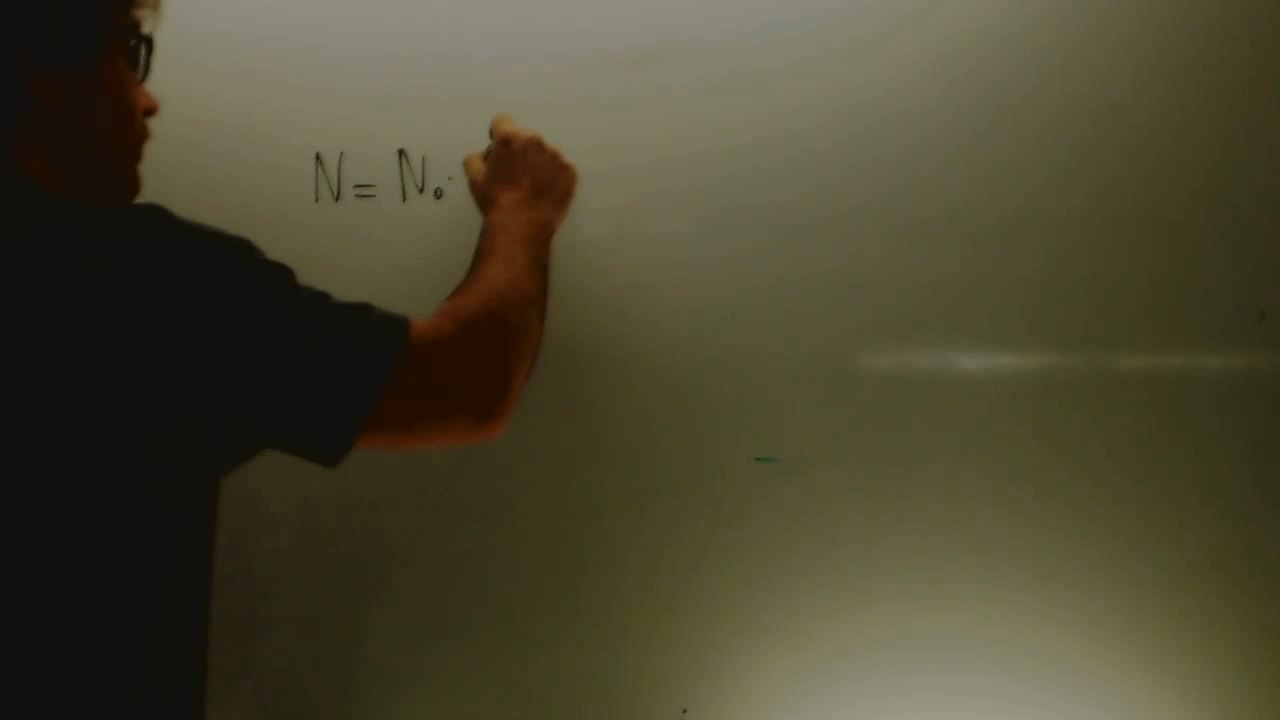 N = N₀ ·